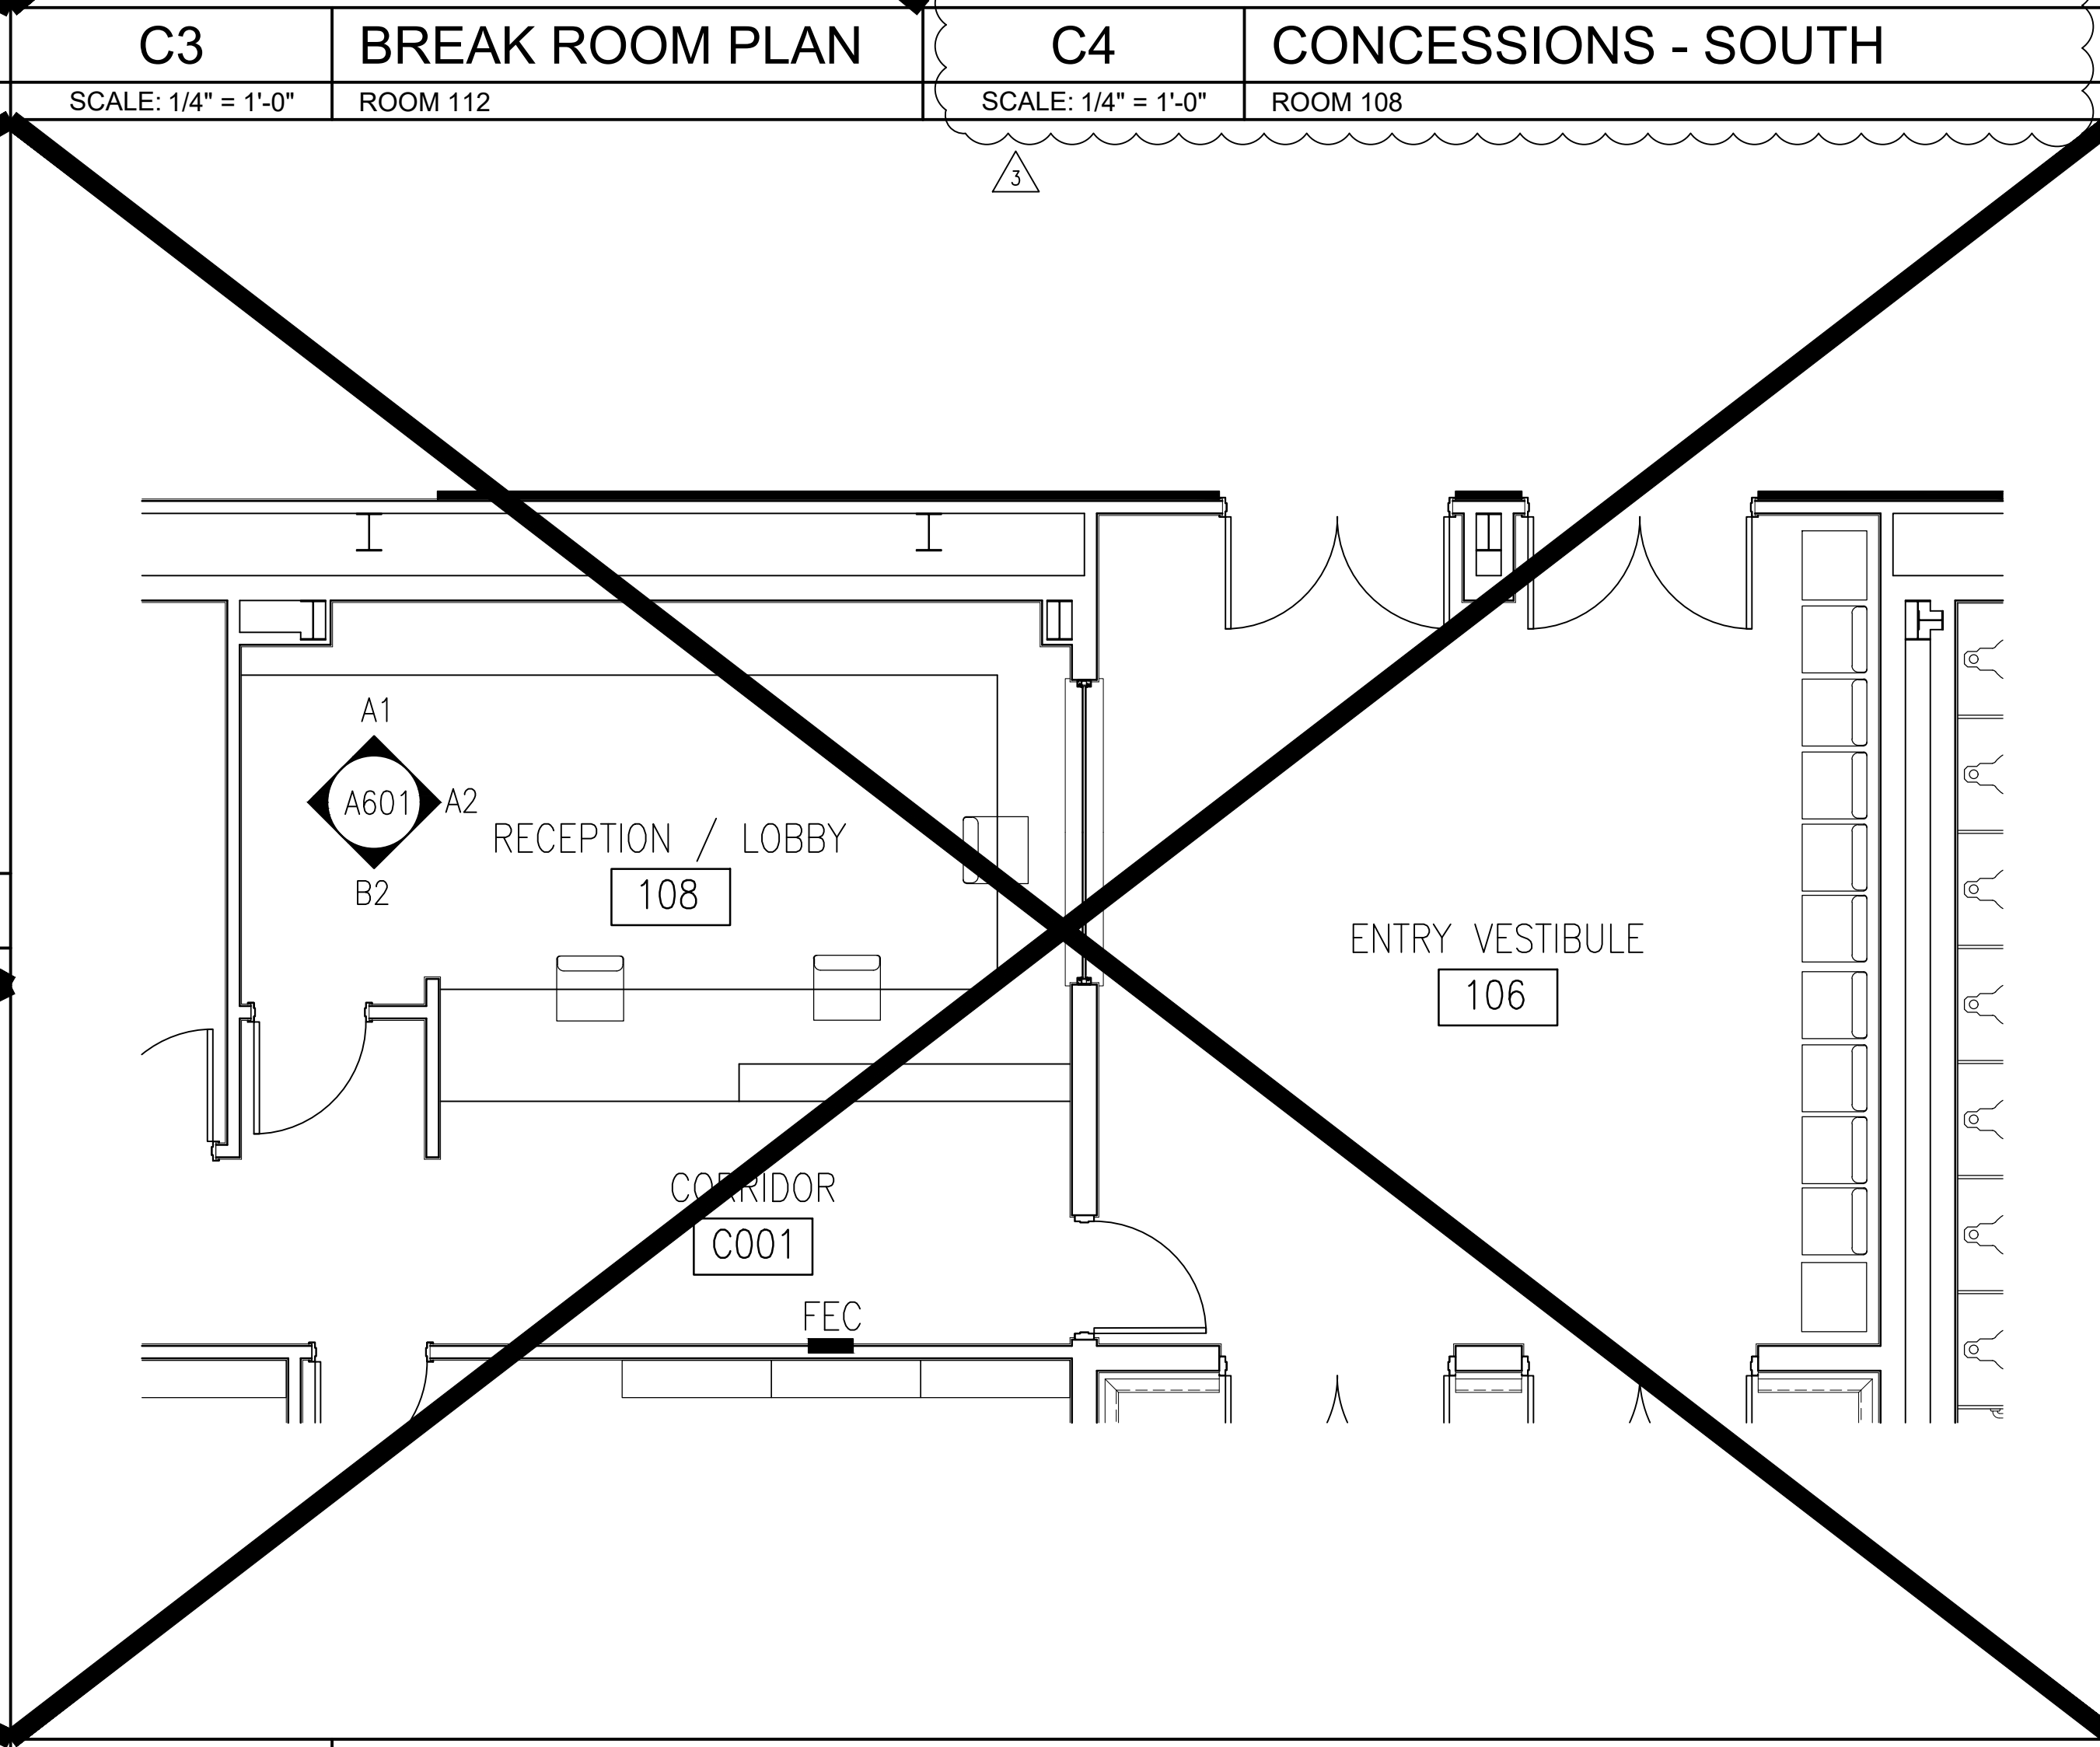 C3 BREAK ROOM PLAN C4 CONCESSIONS - SOUTH
SCALE: 1/4" = 1'-0" ROOM 112 SCALE: 1/4" = 1'-0" ROOM 108
3
A1
A601 A2
B2
RECEPTION / LOBBY
108
ENTRY VESTIBULE
106
CORRIDOR
C001
FEC